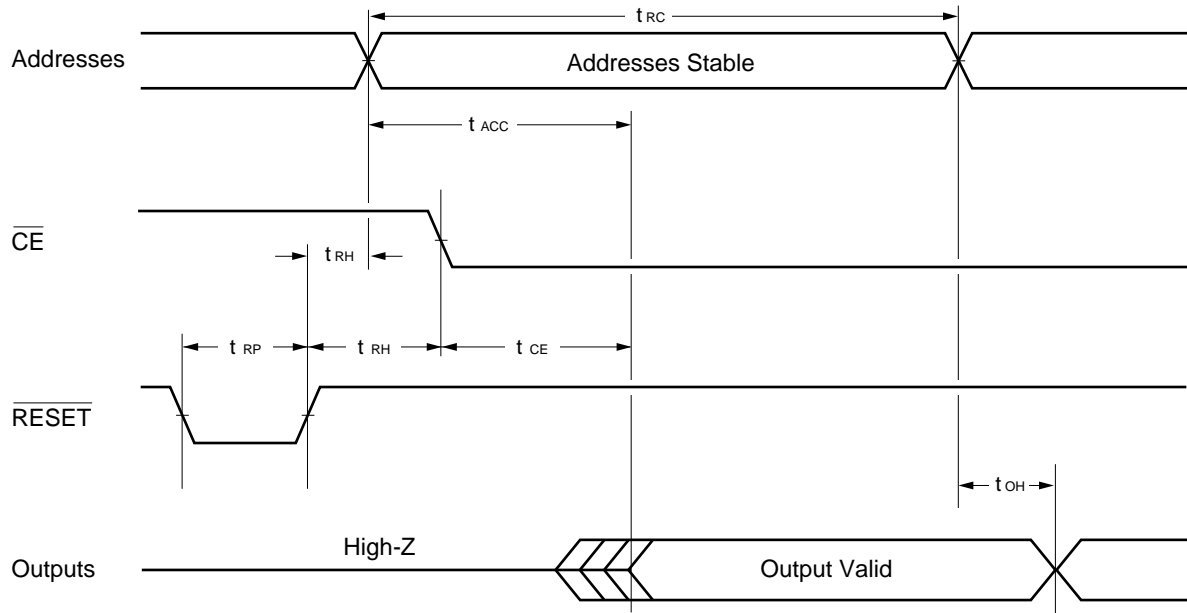 t RC
Addresses
Addresses Stable
t ACC
CE
t RH
t RP
t RH
t CE
RESET
t OH
High-Z
Outputs
Output Valid